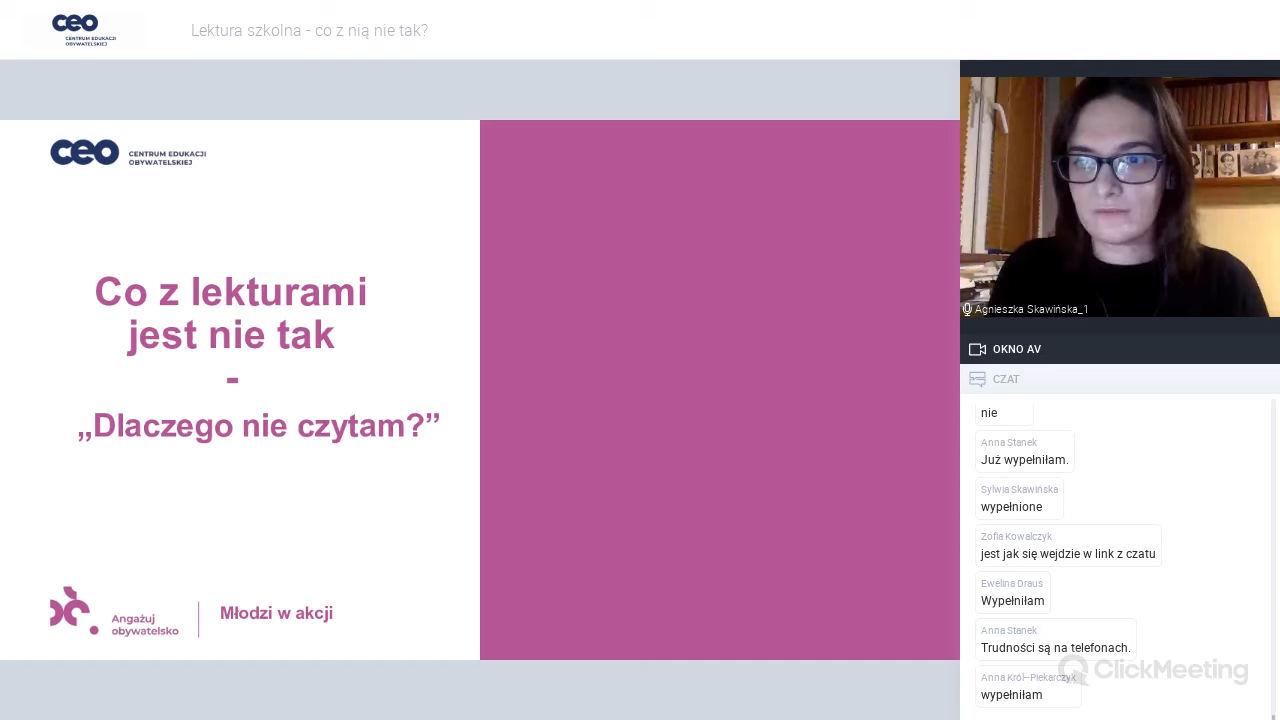 ceo
CENTRUM EDUKACJI
OBYWATELSKIEJ
Lektura szkolna - co z nią nie tak?
ceo
CENTRUM EDUKACJI
OBYWATELSKIEJ
Co z lekturami
jest nie tak
-
„Dlaczego nie czytam?”
Angażuj
obywatelsko
Młodzi w akcji
Agnieszka Skawińska_1
OKNO AV
CZAT
nie
Anna Stanek
Już wypełniłam.
Sylwia Skawińska
wypełnione
Zofia Kowalczyk
jest jak się wejdzie w link z czatu
Ewelina Draus
Wypełniłam
Anna Stanek
Trudności są na telefonach.
Anna Król--Piekarczyk
wypełniłam
ClickMeeting